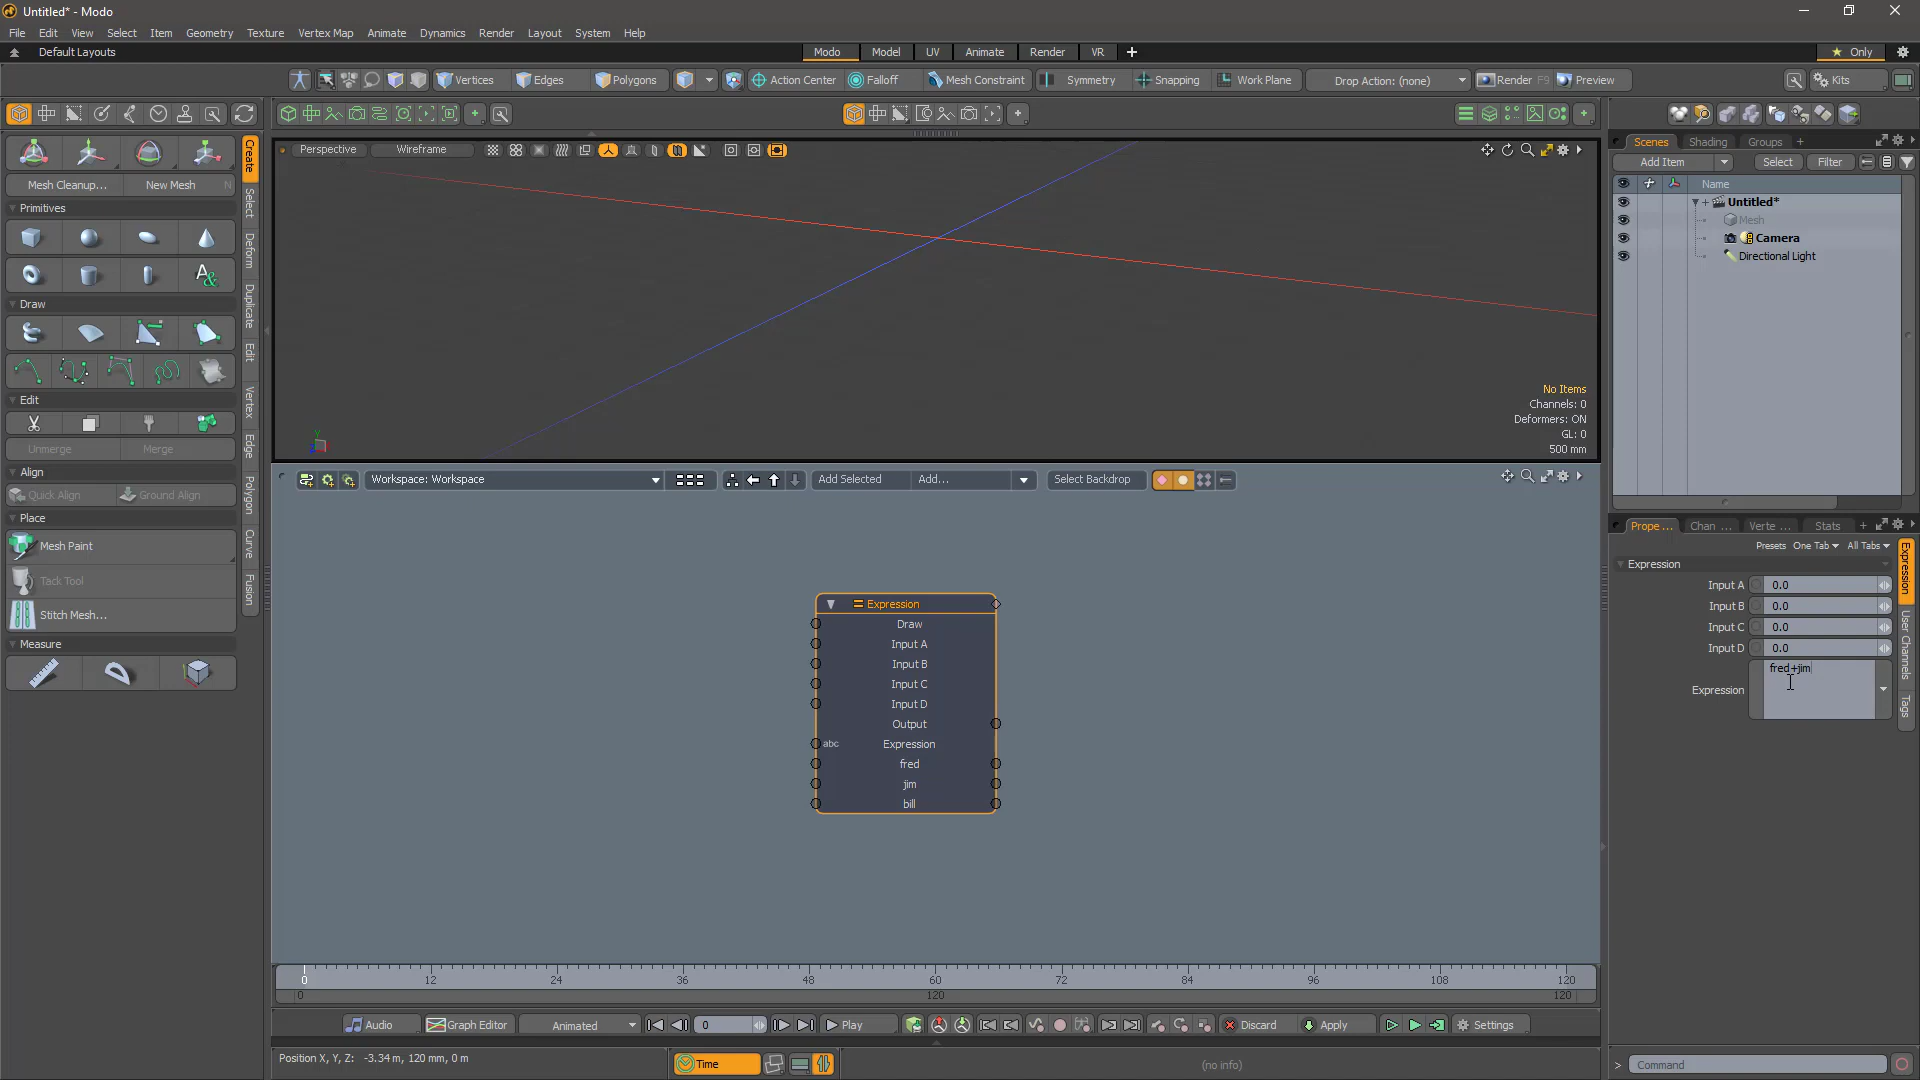 Untitled* - Modo
File Edit View Select Item Geometry Texture Vertex Map Animate Dynamics Render Layout System Help
Default Layouts
Modo Model UV Animate Render VR
Only
Vertices Edges Polygons Action Center Falloff Mesh Constraint Symmetry Snapping Work Plane Drop Action: (none) Render F9 Preview Kits
Mesh Cleanup... New Mesh N
Primitives
Draw
Edit
Unmerge Merge
Align
Quick Align Ground Align
Place
Mesh Paint
Tack Tool
Stitch Mesh...
Measure
Create
Select
Deform
Duplicate
Edit
Vertex
Edge
Polygon
Curve
Fusion
Perspective Wireframe
No Items
Channels: 0
Deformers: ON
GL: 0
500 mm
Workspace: Workspace Add Selected Add... Select Backdrop
Expression
Draw
Input A
Input B
Input C
Input D
Output
abc Expression
fred
jim
bill
0 12 24 36 48 60 72 84 96 108 120
0 120 120
Audio Graph Editor Animated 0 Play Discard Apply Settings
Position X, Y, Z: -3.34 m, 120 mm, 0 m
Time
(no info)
Scenes Shading Groups
Add Item Select Filter
Name
Untitled*
Mesh
Camera
Directional Light
Prope ... Chan ... Verte ... Stats
Presets One Tab All Tabs
Expression
Input A 0.0
Input B 0.0
Input C 0.0
Input D 0.0
fred+jim
Expression
Expression
User Channels
Tags
> Command